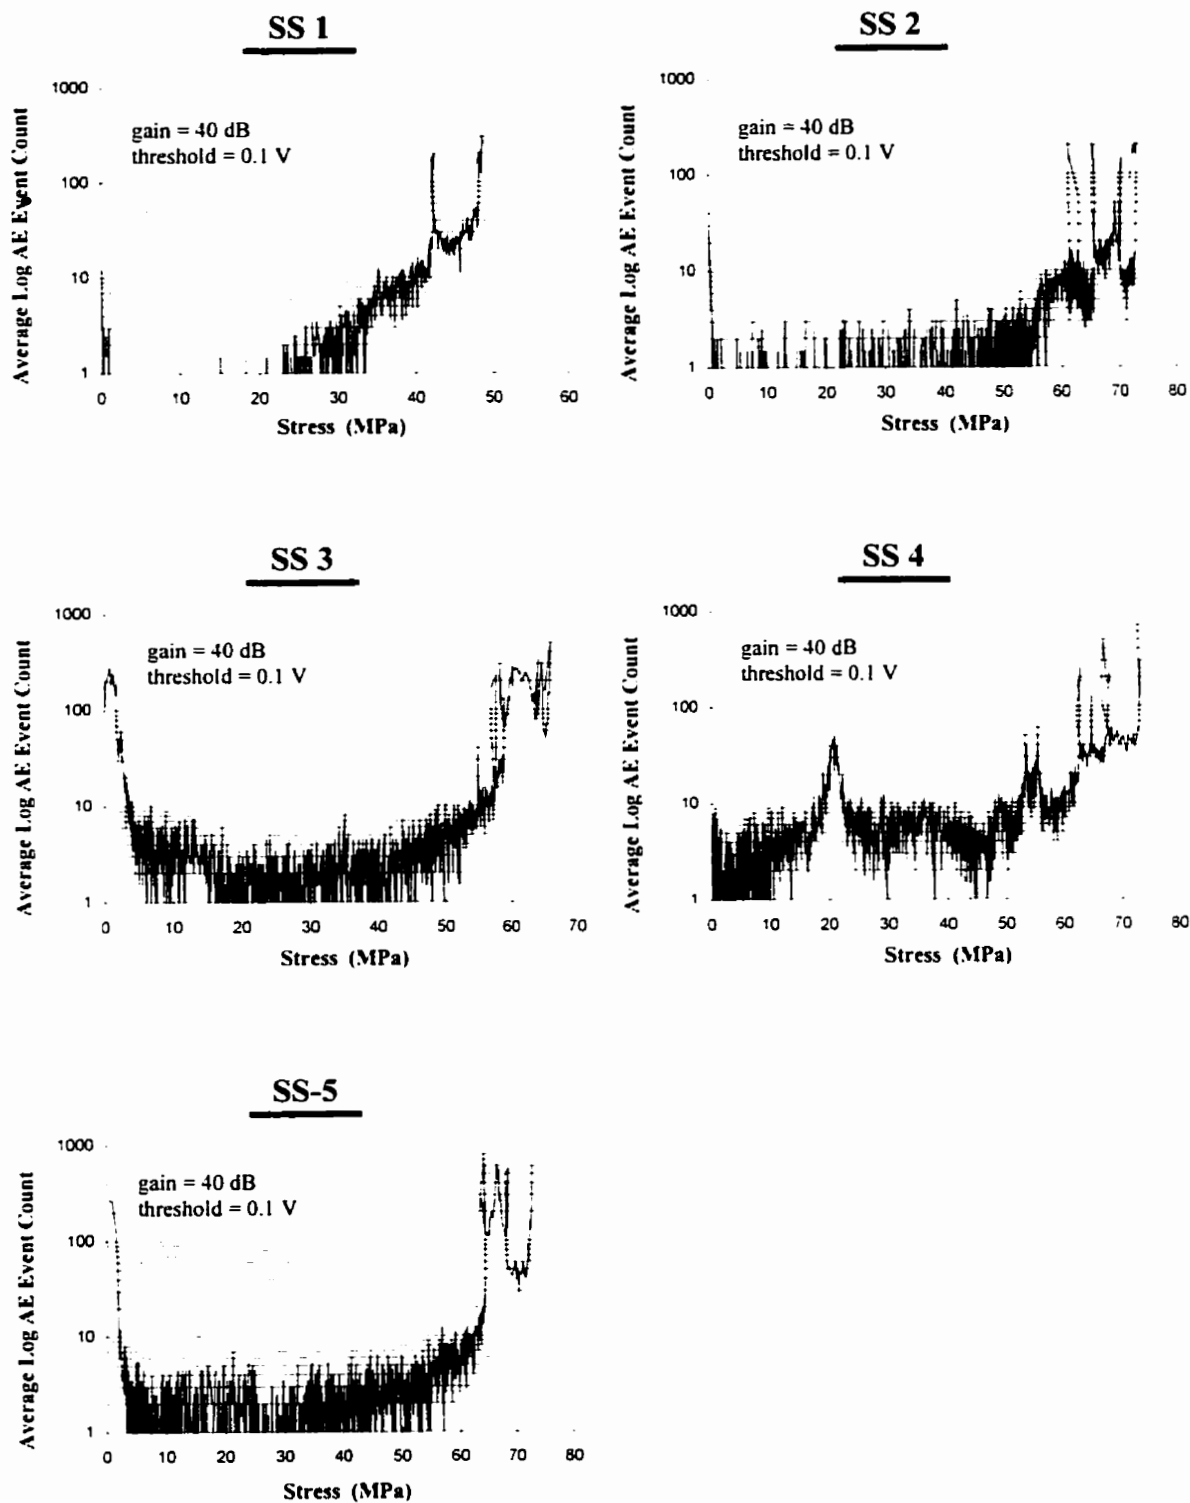 SS 1
1000
100
10
1
gain = 40 dB
threshold = 0.1 V
Average Log AE Event Count
0 10 20 30 40 50 60
Stress (MPa)
SS 2
1000
100
10
1
gain = 40 dB
threshold = 0.1 V
Average Log AE Event Count
0 10 20 30 40 50 60 70 80
Stress (MPa)
SS 3
1000
100
10
1
gain = 40 dB
threshold = 0.1 V
Average Log AE Event Count
0 10 20 30 40 50 60 70
Stress (MPa)
SS 4
1000
100
10
1
gain = 40 dB
threshold = 0.1 V
Average Log AE Event Count
0 10 20 30 40 50 60 70 80
Stress (MPa)
SS-5
1000
100
10
1
gain = 40 dB
threshold = 0.1 V
Average Log AE Event Count
0 10 20 30 40 50 60 70 80
Stress (MPa)